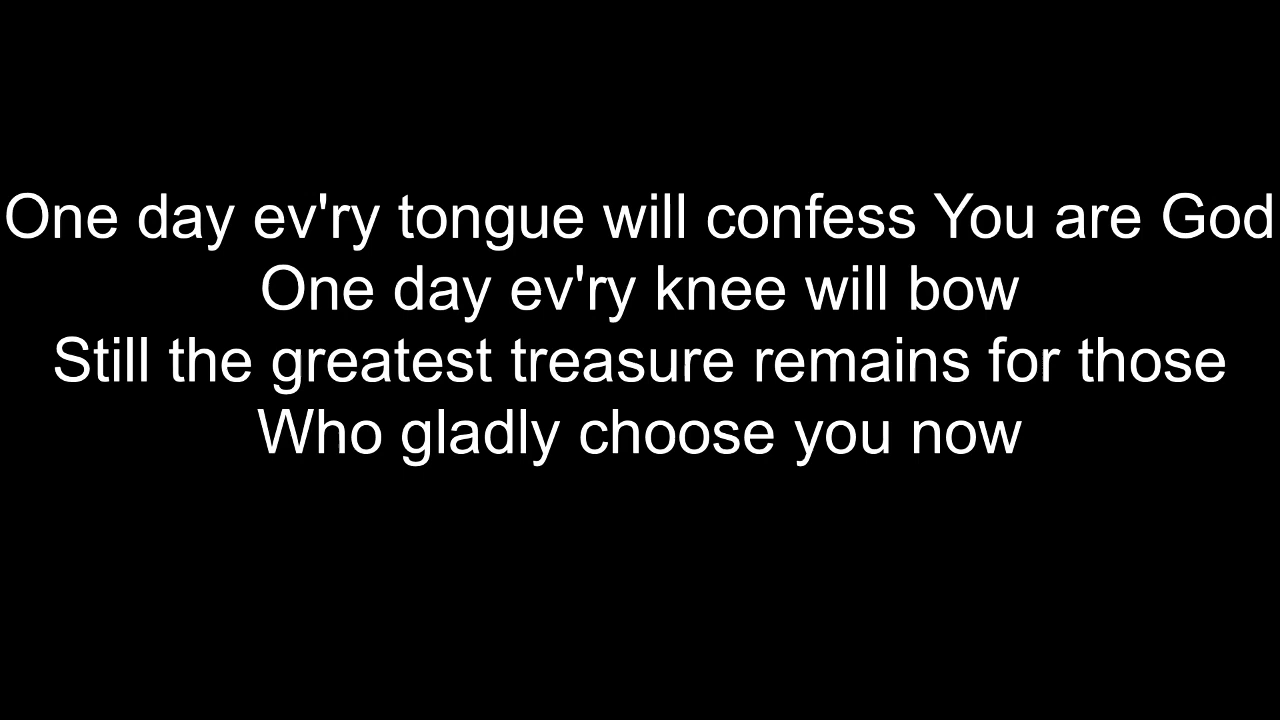 One day ev'ry tongue will confess You are God
One day ev'ry knee will bow
Still the greatest treasure remains for those
Who gladly choose you now